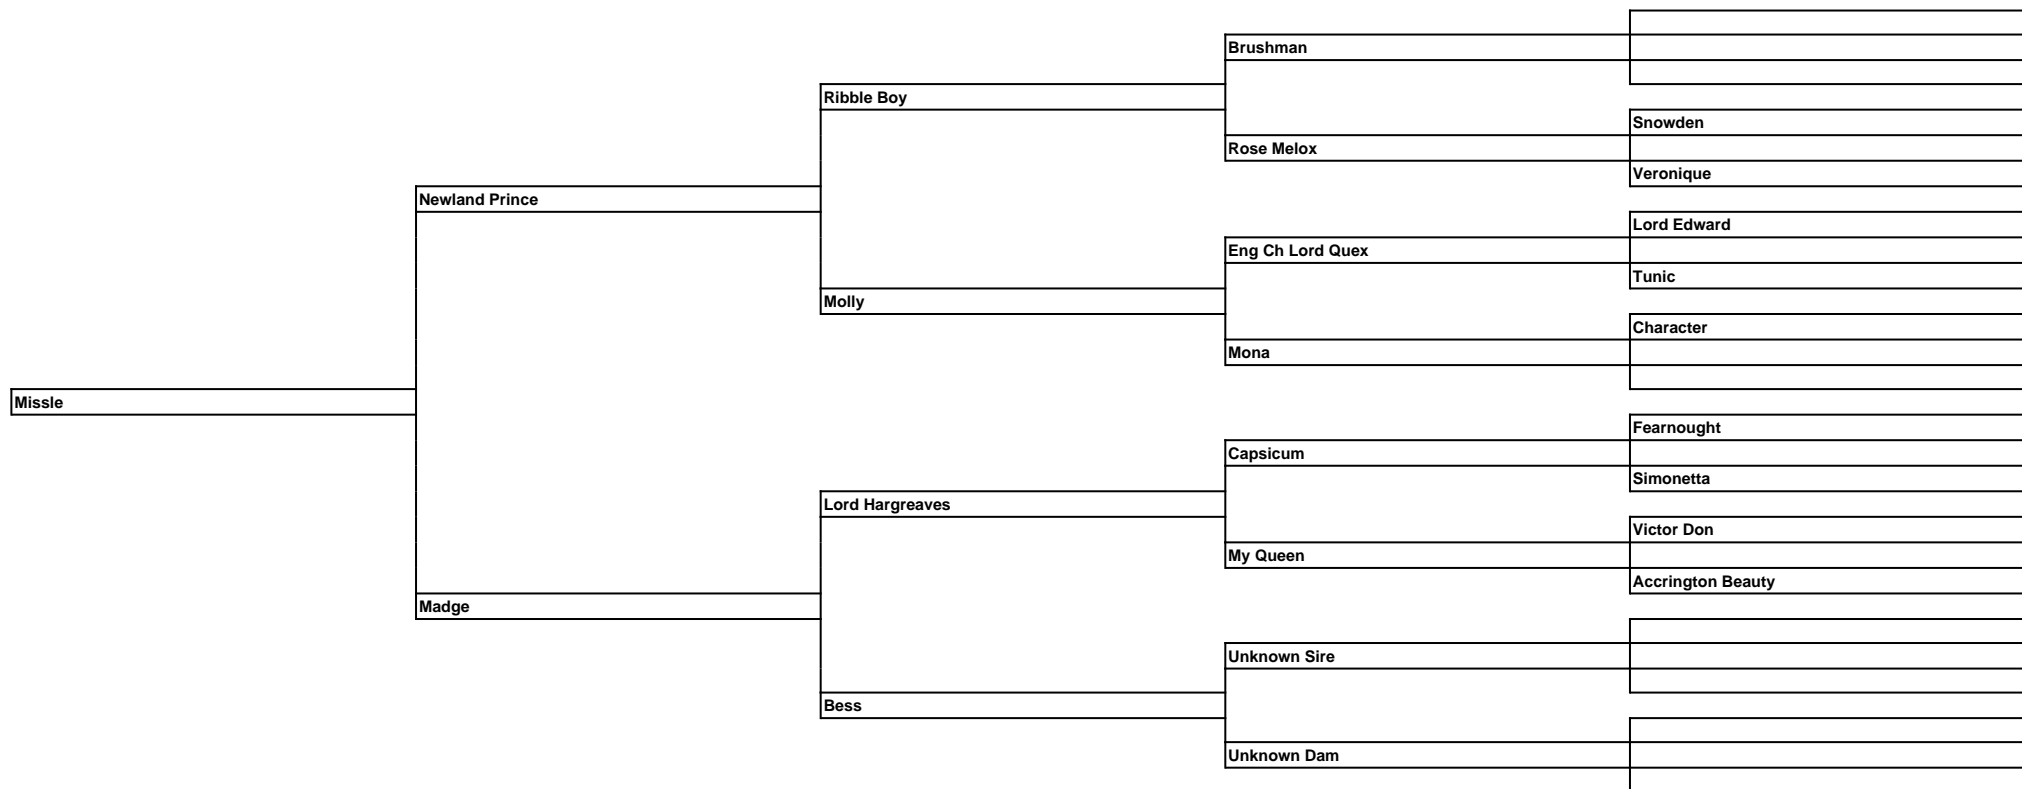 Brushman
Ribble Boy
Snowden
Rose Melox
Veronique
Newland Prince
Lord Edward
Eng Ch Lord Quex
Tunic
Molly
Character
Mona
Missle
Fearnought
Capsicum
Simonetta
Lord Hargreaves
Victor Don
My Queen
Accrington Beauty
Madge
Unknown Sire
Bess
Unknown Dam